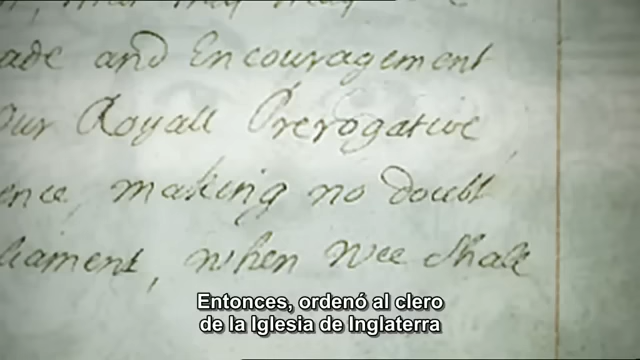 ade and Encouragement
Our Royall Prerogative
ence, making no doubt
liament, when Wee Shall
Entonces, ordenó al clero
de la Iglesia de Inglaterra